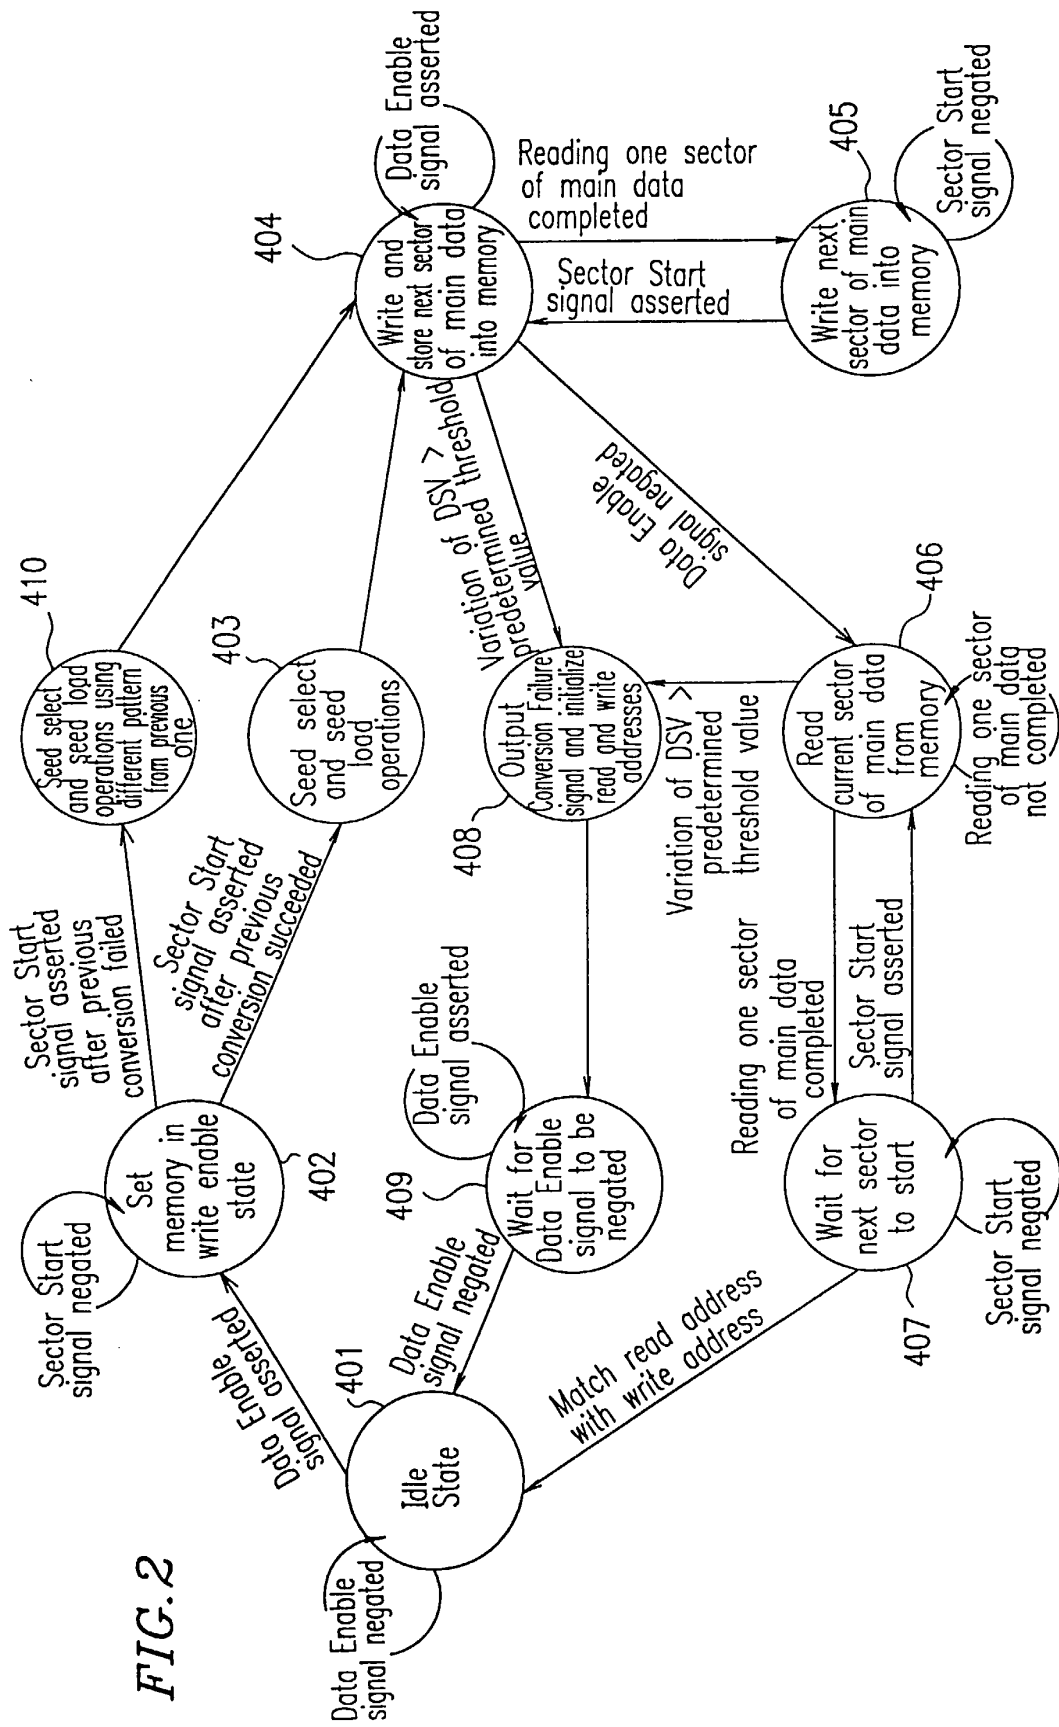 FIG.2
Data Enable
signal negated
Idle
State
401
Data Enable
signal asserted
Sector Start
signal negated
Set
memory in
write enable
state
402
Sector Start
signal asserted
after previous
conversion failed
Sector Start
signal asserted
after previous
conversion succeeded
Seed select
and seed load
operations using
different pattern
from previous
one
410
Seed select
and seed
load
operations
403
Write and
store next sector
of main data
into memory
404
Data Enable
signal asserted
Reading one sector
of main data
completed
Sector Start
signal asserted
Write next
sector of main
data into
memory
405
Sector Start
signal negated
Variation of DSV >
predetermined threshold
value
Data Enable
signal negated
Output
Conversion Failure
signal and initialize
read and write
addresses
408
Variation of DSV >
predetermined
threshold value
Read
current sector
of main data
from
memory
406
Reading one sector
of main data
not completed
Reading one sector
of main data
completed
Sector Start
signal asserted
Data Enable
signal asserted
Wait for
Data Enable
signal to be
negated
409
Data Enable
signal negated
Wait for
next sector
to start
407
Sector Start
signal negated
Match read address
with write address